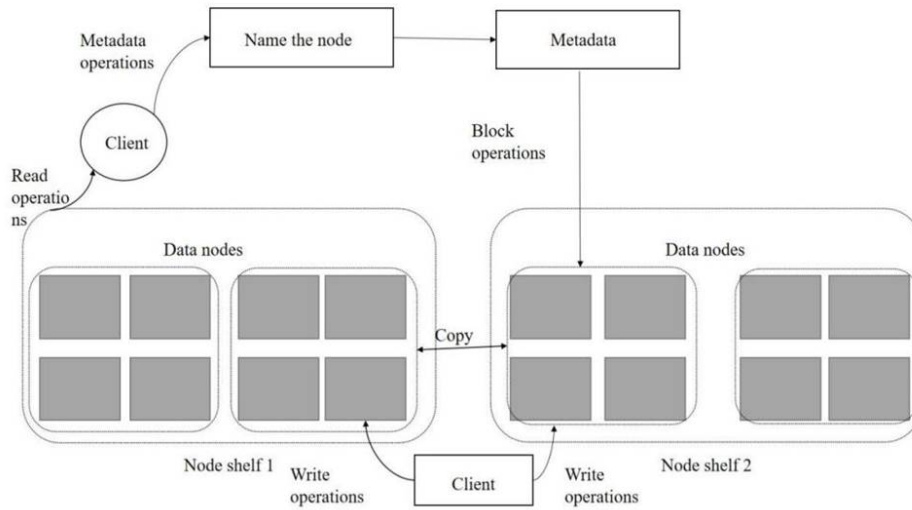 Metadata
operations
Name the node
Metadata
Client
Block
operations
Read
operatio
ns
Data nodes
Data nodes
Copy
Node shelf 1
Write
operations
Client
Write
operations
Node shelf 2